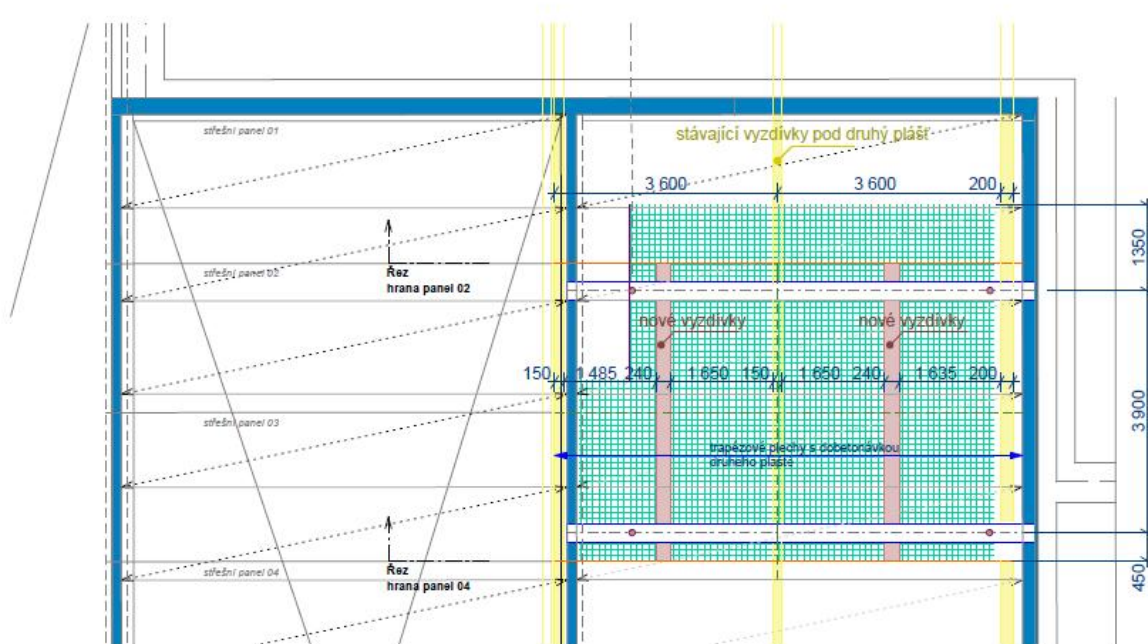 střešní panel 01
stávající vyzdívky pod druhý plášť
3 600
3 600
200
1350
střešní panel 02
Řez
hrana panel 02
nové vyzdívky
nové vyzdívky
150
1 485
240
1 650
150
1 650
240
1 635
200
3 900
střešní panel 03
trapézové plechy s dobetonávkou
druhého pláště
střešní panel 04
Řez
hrana panel 04
450